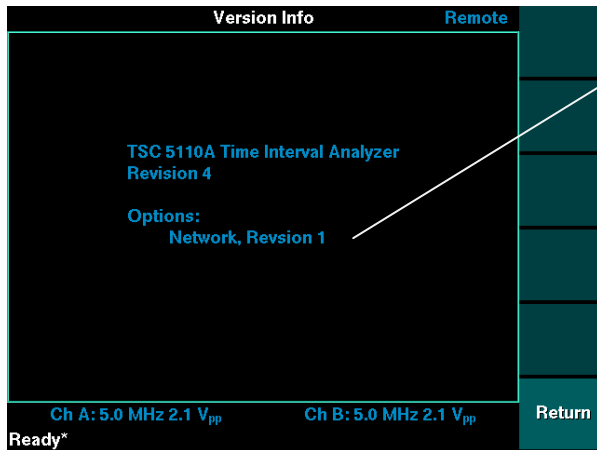 Version Info
Remote
TSC 5110A Time Interval Analyzer
Revision 4
Options:
Network, Revsion 1
Ch A: 5.0 MHz 2.1 Vpp
Ch B: 5.0 MHz 2.1 Vpp
Return
Ready*